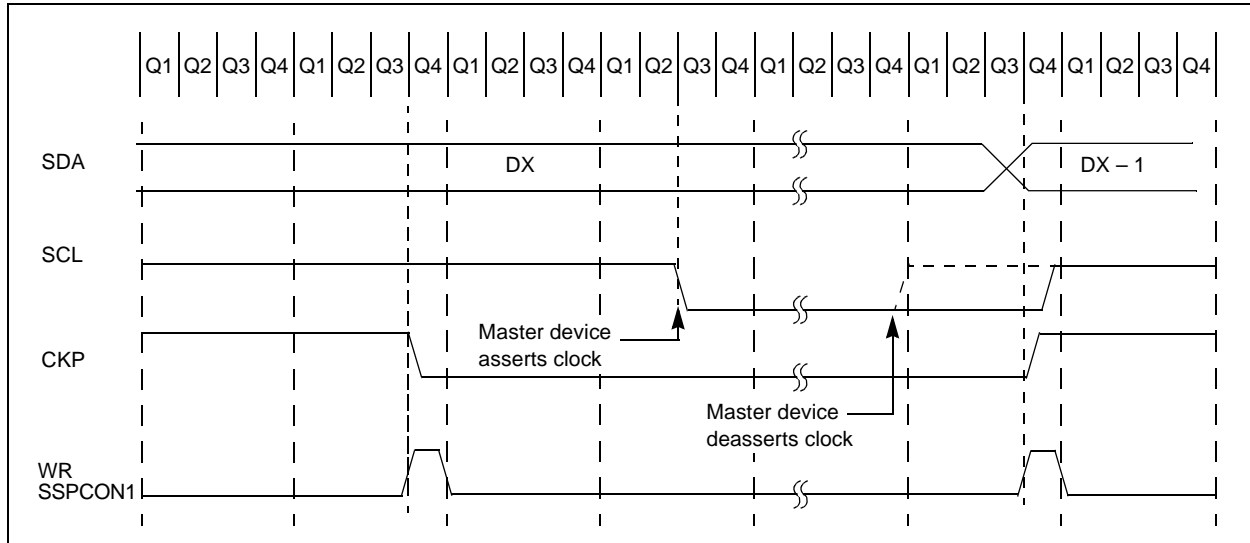 Q1 Q2 Q3 Q4 Q1 Q2 Q3 Q4 Q1 Q2 Q3 Q4 Q1 Q2 Q3 Q4 Q1 Q2 Q3 Q4 Q1 Q2 Q3 Q4 Q1 Q2 Q3 Q4
SDA
DX
DX – 1
SCL
Master device
asserts clock
CKP
Master device
deasserts clock
WR
SSPCON1